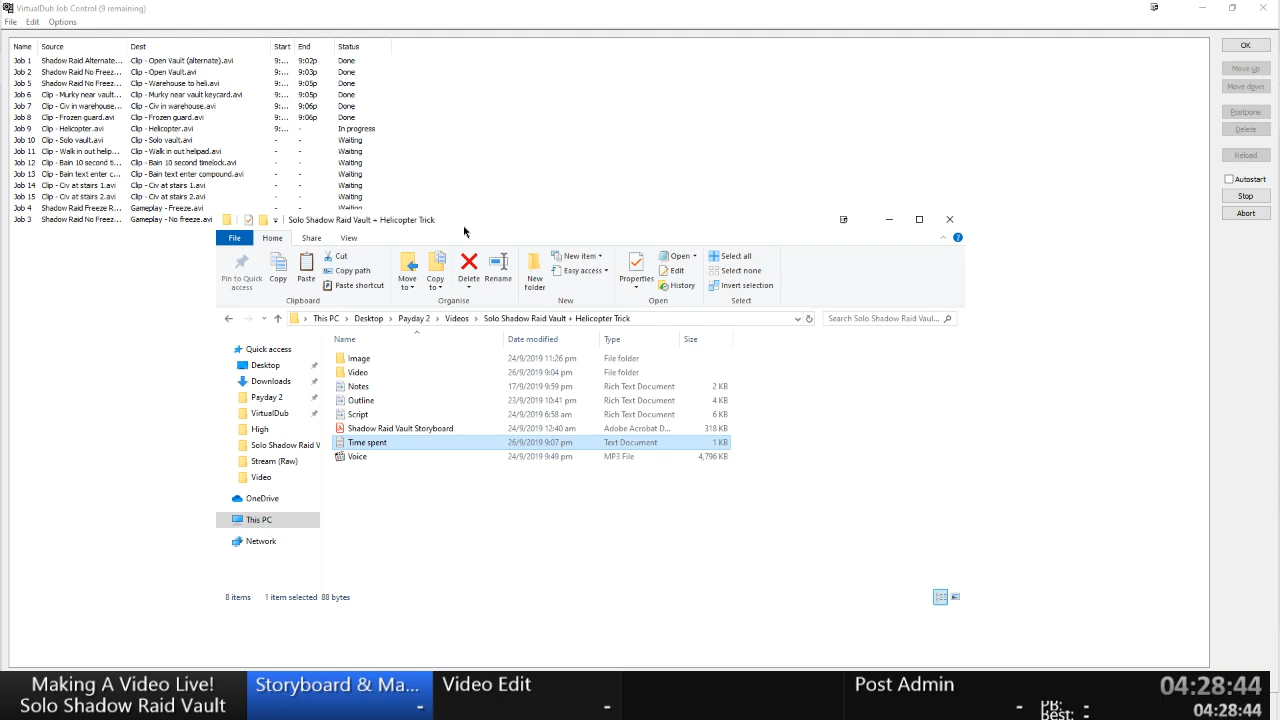 VirtualDub Job Control (9 remaining)
File Edit Options
Name Source Dest Start End Status
Job 1 Shadow Raid Alternate... Clip - Open Vault (alternate).avi 9:... 9:02p Done
Job 2 Shadow Raid No Freez... Clip - Open Vault.avi 9:... 9:03p Done
Job 5 Shadow Raid No Freez... Clip - Warehouse to heli.avi 9:... 9:05p Done
Job 6 Clip - Murky near vault... Clip - Murky near vault keycard.avi 9:... 9:05p Done
Job 7 Clip - Civ in warehouse... Clip - Civ in warehouse.avi 9:... 9:06p Done
Job 8 Clip - Frozen guard.avi Clip - Frozen guard.avi 9:... 9:06p Done
Job 9 Clip - Helicopter.avi Clip - Helicopter.avi 9:... - In progress
Job 10 Clip - Solo vault.avi Clip - Solo vault.avi - - Waiting
Job 11 Clip - Walk in out help... Clip - Walk in out helipad.avi - - Waiting
Job 12 Clip - Bain 10 second ti... Clip - Bain 10 second timelock.avi - - Waiting
Job 13 Clip - Bain text enter c... Clip - Bain text enter compound.avi - - Waiting
Job 14 Clip - Civ at stairs 1.avi Clip - Civ at stairs 1.avi - - Waiting
Job 15 Clip - Civ at stairs 2.avi Clip - Civ at stairs 2.avi - - Waiting
Job 4 Shadow Raid Freeze R... Gameplay - Freeze.avi - - Waiting
Job 3 Shadow Raid No Freez... Gameplay - No freeze.avi
OK
Move up
Move down
Postpone
Delete
Reload
Autostart
Stop
Abort
Solo Shadow Raid Vault + Helicopter Trick
File Home Share View
Pin to Quick access
Copy
Paste
Cut
Copy path
Paste shortcut
Move to
Copy to
Delete
Rename
New folder
New item
Easy access
Properties
Open
Edit
History
Select all
Select none
Invert selection
Clipboard Organise New Open Select
This PC > Desktop > Payday 2 > Videos > Solo Shadow Raid Vault + Helicopter Trick
Search Solo Shadow Raid Vaul...
Name Date modified Type Size
Image 24/9/2019 11:26 pm File folder
Video 26/9/2019 9:04 pm File folder
Notes 17/9/2019 9:59 pm Rich Text Document 2 KB
Outline 23/9/2019 10:41 pm Rich Text Document 4 KB
Script 24/9/2019 6:58 am Rich Text Document 6 KB
Shadow Raid Vault Storyboard 24/9/2019 12:40 am Adobe Acrobat D... 318 KB
Time spent 26/9/2019 9:07 pm Text Document 1 KB
Voice 24/9/2019 9:49 pm MP3 File 4,796 KB
Quick access
Desktop
Downloads
Payday 2
VirtualDub
High
Solo Shadow Raid V
Stream (Raw)
Video
OneDrive
This PC
Network
8 items 1 item selected 88 bytes
Making A Video Live!
Solo Shadow Raid Vault
Storyboard & Ma...
-
Video Edit
-
Post Admin
-
04:28:44
PB: -
Best: -
04:28:44